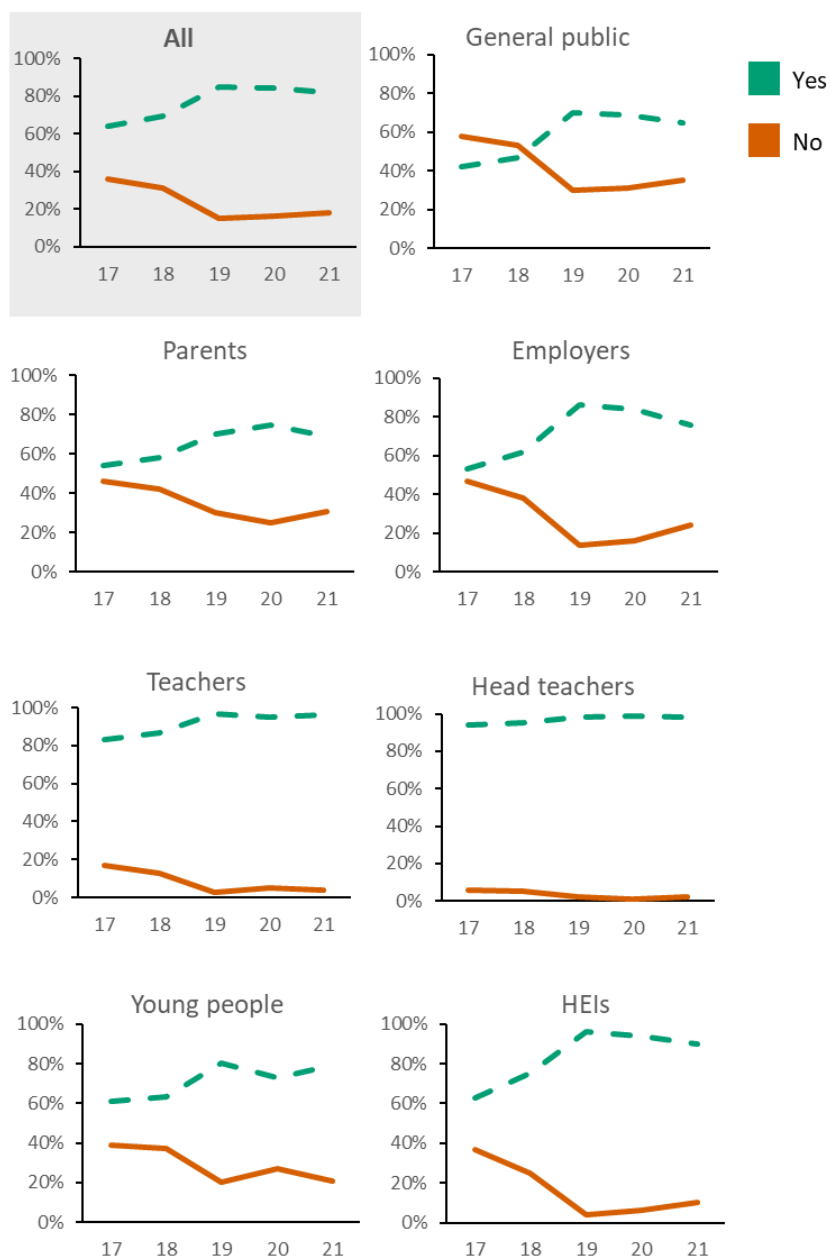 All
100%
80%
60%
40%
20%
0%
17 18 19 20 21
General public
100%
80%
60%
40%
20%
0%
17 18 19 20 21
Yes
No
Parents
100%
80%
60%
40%
20%
0%
17 18 19 20 21
Employers
100%
80%
60%
40%
20%
0%
17 18 19 20 21
Teachers
100%
80%
60%
40%
20%
0%
17 18 19 20 21
Head teachers
100%
80%
60%
40%
20%
0%
17 18 19 20 21
Young people
100%
80%
60%
40%
20%
0%
17 18 19 20 21
HEIs
100%
80%
60%
40%
20%
0%
17 18 19 20 21